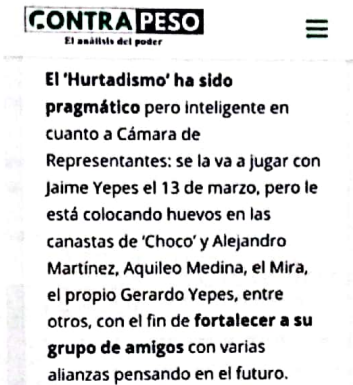 CONTRAPESO
El análisis del poder
El 'Hurtadismo' ha sido
pragmático pero inteligente en
cuanto a Cámara de
Representantes: se la va a jugar con
Jaime Yepes el 13 de marzo, pero le
está colocando huevos en las
canastas de 'Choco' y Alejandro
Martínez, Aquileo Medina, el Mira,
el propio Gerardo Yepes, entre
otros, con el fin de fortalecer a su
grupo de amigos con varias
alianzas pensando en el futuro.